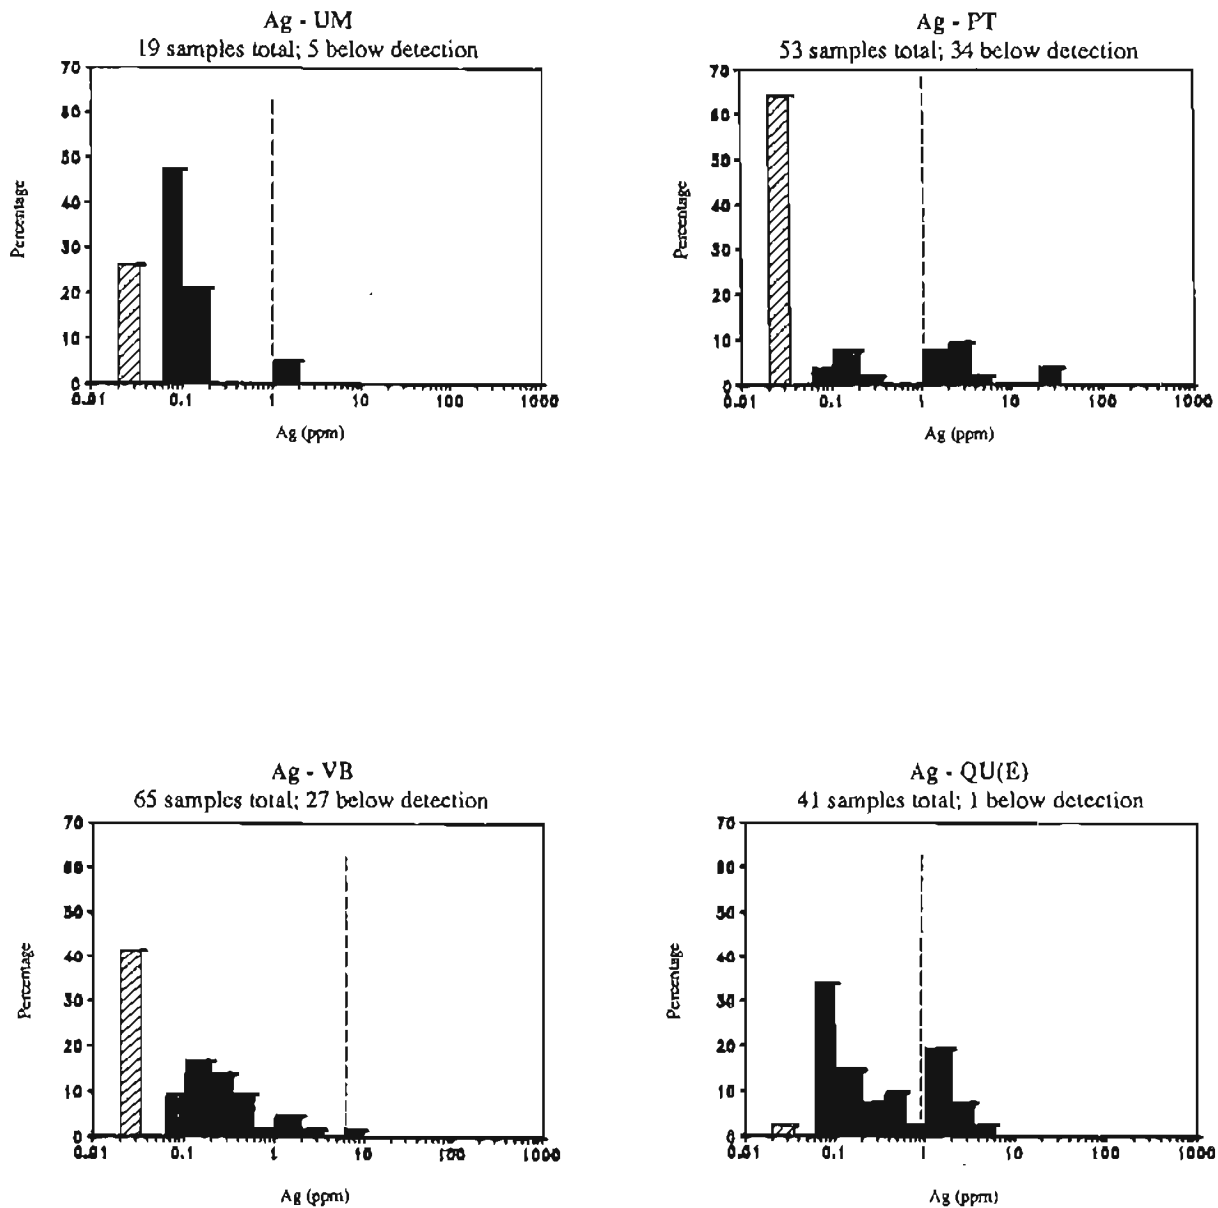 Ag - UM
19 samples total; 5 below detection
70
60
50
40
30
20
10
0
Percentage
0.01 0.1 1 10 100 1000
Ag (ppm)
Ag - PT
53 samples total; 34 below detection
70
60
50
40
30
20
10
0
Percentage
0.01 0.1 1 10 100 1000
Ag (ppm)
Ag - VB
65 samples total; 27 below detection
70
60
50
40
30
20
10
0
Percentage
0.01 0.1 1 10 100 1000
Ag (ppm)
Ag - QU(E)
41 samples total; 1 below detection
70
60
50
40
30
20
10
0
Percentage
0.01 0.1 1 10 100 1000
Ag (ppm)